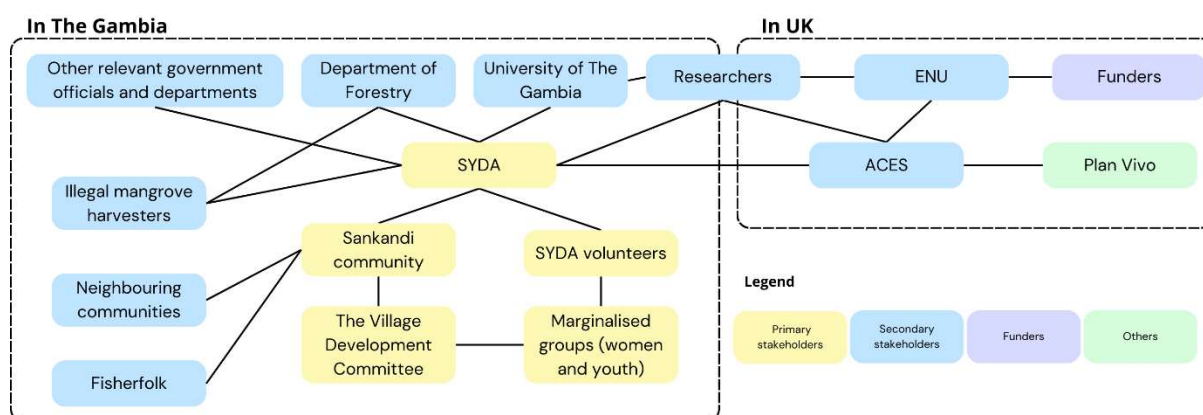 In The Gambia
In UK
Other relevant government
officials and departments
Department of
Forestry
University of The
Gambia
Researchers
ENU
Funders
SYDA
ACES
Plan Vivo
Illegal mangrove
harvesters
Sankandi
community
SYDA volunteers
Neighbouring
communities
The Village
Development
Committee
Marginalised
groups (women
and youth)
Fisherfolk
Legend
Primary
stakeholders
Secondary
stakeholders
Funders
Others